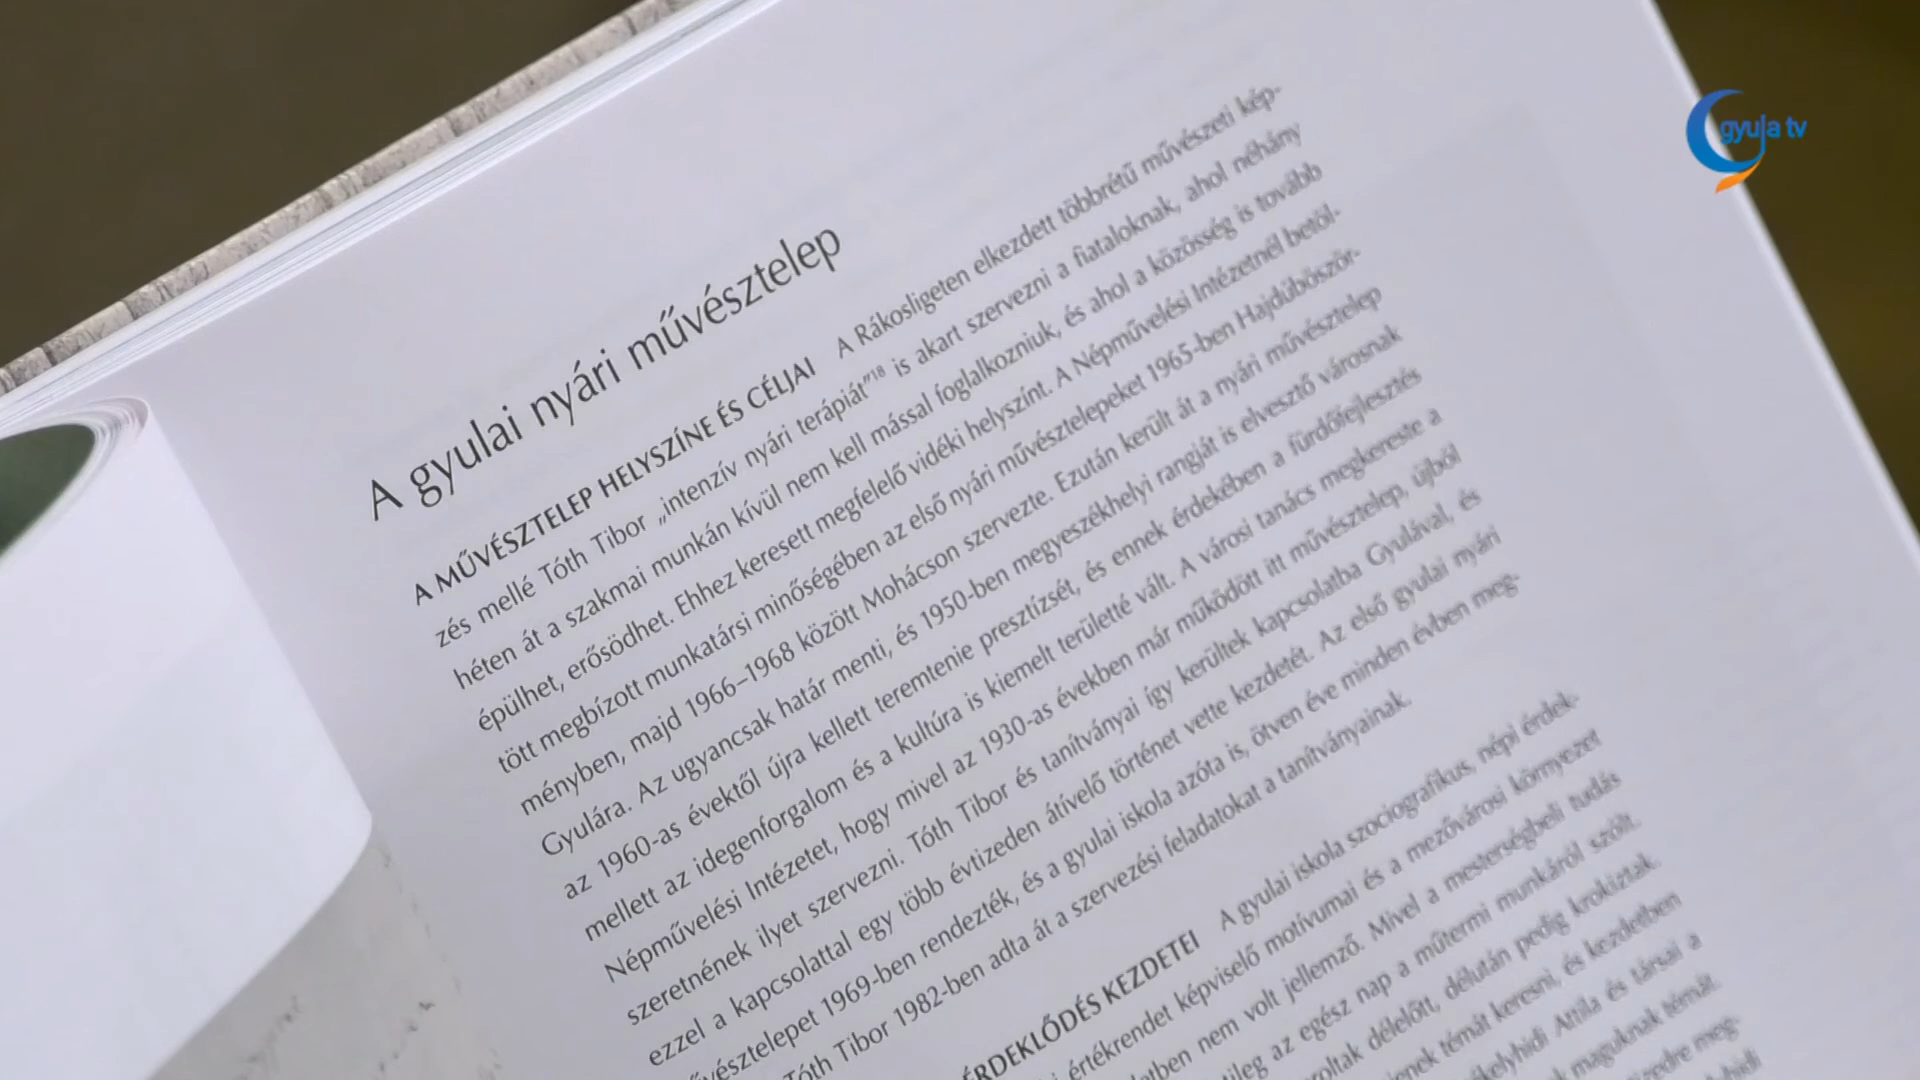 gyula tv
A gyulai nyári művésztelep
A MŰVÉSZTELEP HELYSZÍNE ÉS CÉLJAI A Rákosligeten elkezdett többrétű művészeti kép-
zés mellé Tóth Tibor „intenzív nyári terápiát”18 is akart szervezni a fiataloknak, ahol néhány
héten át a szakmai munkán kívül nem kell mással foglalkozniuk, és ahol a közösség is tovább
épülhet, erősödhet. Ehhez keresett megfelelő vidéki helyszínt. A Népművelési Intézetnél betöl-
tött megbízott munkatársi minőségében az első nyári művésztelepeket 1965-ben Hajdúböször-
ményben, majd 1966–1968 között Mohácson szervezte. Ezután került át a nyári művésztelep
Gyulára. Az ugyancsak határ menti, és 1950-ben megyeszékhelyi rangját is elvesztő városnak
az 1960-as évektől újra kellett teremtenie presztízsét, és ennek érdekében a fürdőfejlesztés
mellett az idegenforgalom és a kultúra is kiemelt területté vált. A városi tanács megkereste a
Népművelési Intézetet, hogy mivel az 1930-as években már működött itt művésztelep, újból
szeretnének ilyet szervezni. Tóth Tibor és tanítványai így kerültek kapcsolatba Gyulával, és
ezzel a kapcsolattal egy több évtizeden átívelő történet vette kezdetét. Az első gyulai nyári
művésztelepet 1969-ben rendezték, és a gyulai iskola azóta is, ötven éve minden évben meg-
Tóth Tibor 1982-ben adta át a szervezési feladatokat a tanítványainak.
ÉRDEKLŐDÉS KEZDETEI A gyulai iskola szociografikus, népi érdek-
értékrendet képviselő motívumai és a mezővárosi környezet
nem volt jellemző. Mivel a mesterségbeli tudás
az egész nap a műtermi munkáról szólt.
délelőtt, délután pedig krokiztak.
témát keresni, és kezdetben
Attila és társai a
maguknak témát.